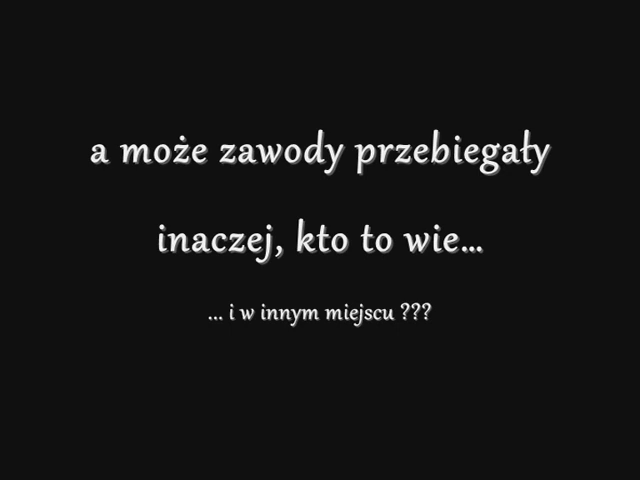 a może zawody przebiegały
inaczej, kto to wie...
... i w innym miejscu ???